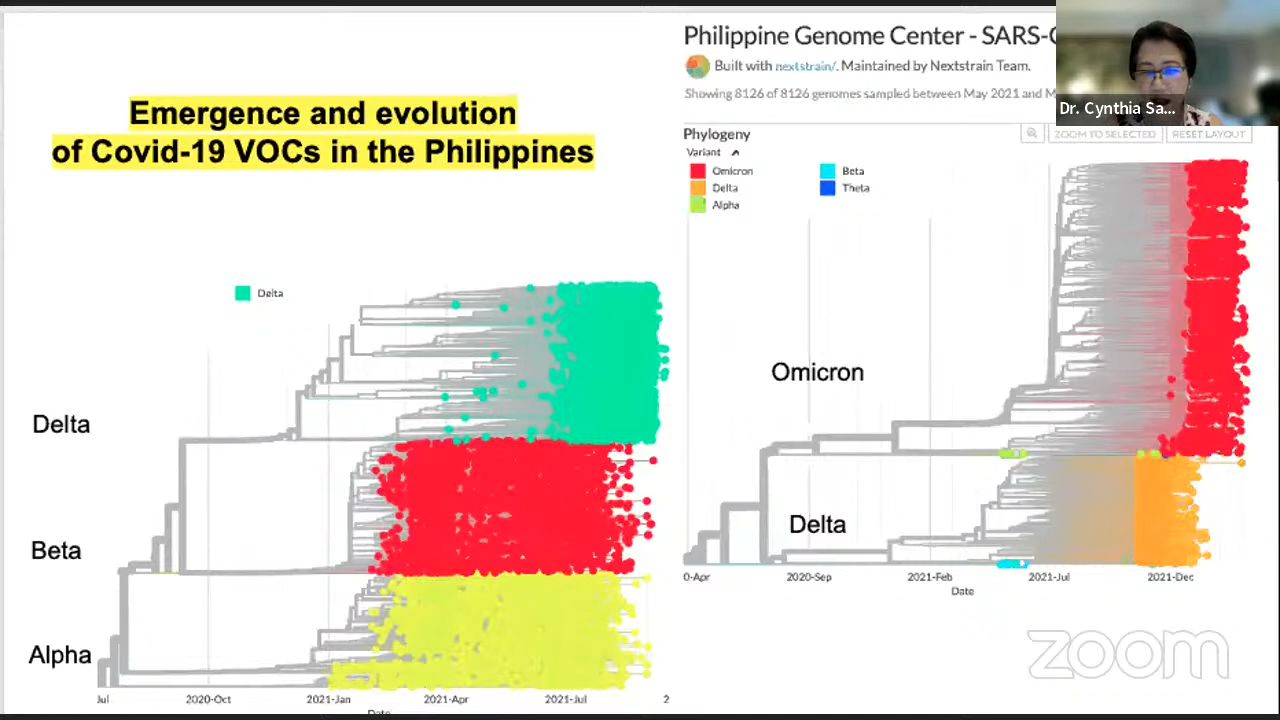 Emergence and evolution
of Covid-19 VOCs in the Philippines
Delta
Delta
Beta
Alpha
Jul
2020-Oct
2021-Jan
2021-Apr
2021-Jul
2
Date
Philippine Genome Center - SARS-
Built with nextstrain/. Maintained by Nextstrain Team.
Showing 8126 of 8126 genomes sampled between May 2021 and M
Dr. Cynthia Sa...
Phylogeny
ZOOM TO SELECTED
RESET LAYOUT
Variant
Omicron
Delta
Alpha
Beta
Theta
Omicron
Delta
0-Apr
2020-Sep
2021-Feb
2021-Jul
2021-Dec
Date
zoom